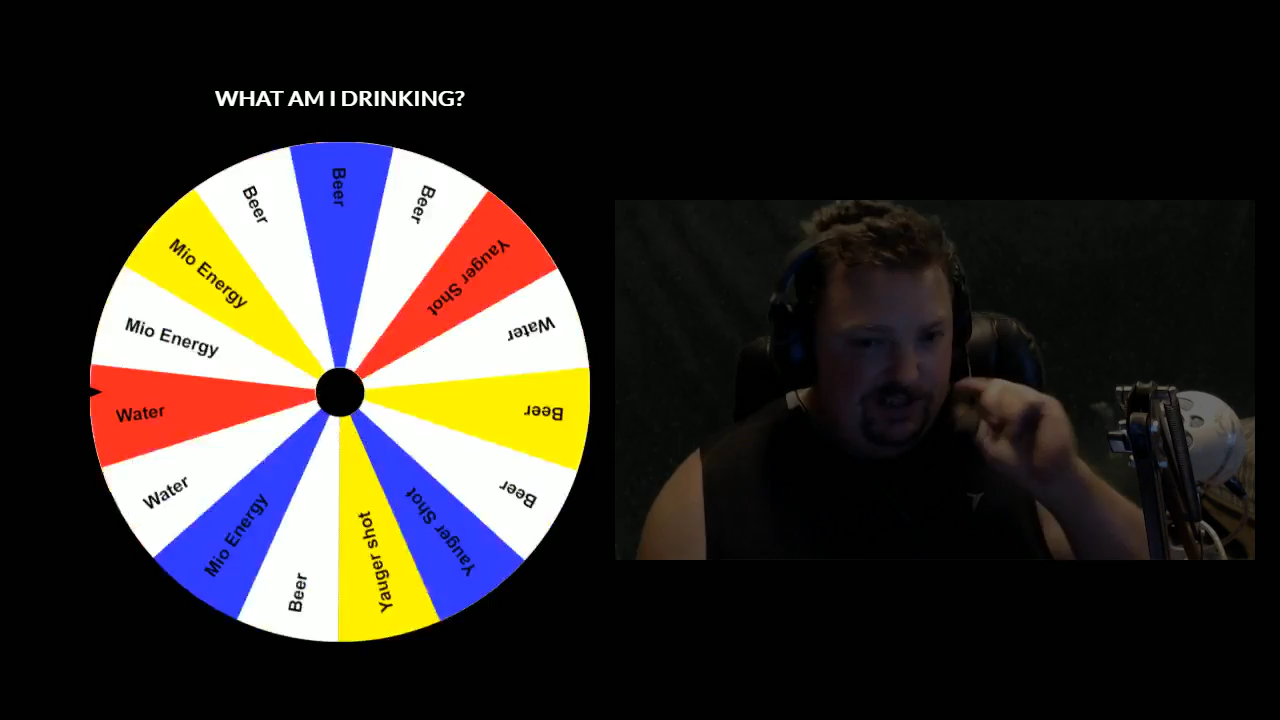 WHAT AM I DRINKING?
Beer
Beer
Yauger Shot
Water
Beer
Beer
Yauger Shot
Yauger shot
Beer
Mio Energy
Water
Water
Mio Energy
Mio Energy
Beer